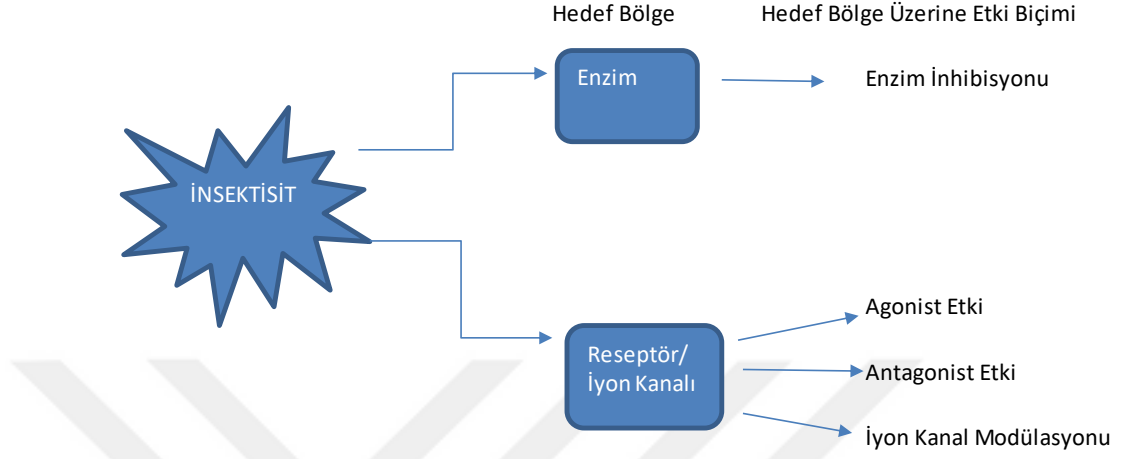 Hedef Bölge
Hedef Bölge Üzerine Etki Biçimi
Enzim
Enzim İnhibisyonu
İNSEKTİSİT
Reseptör/
İyon Kanalı
Agonist Etki
Antagonist Etki
İyon Kanal Modülasyonu